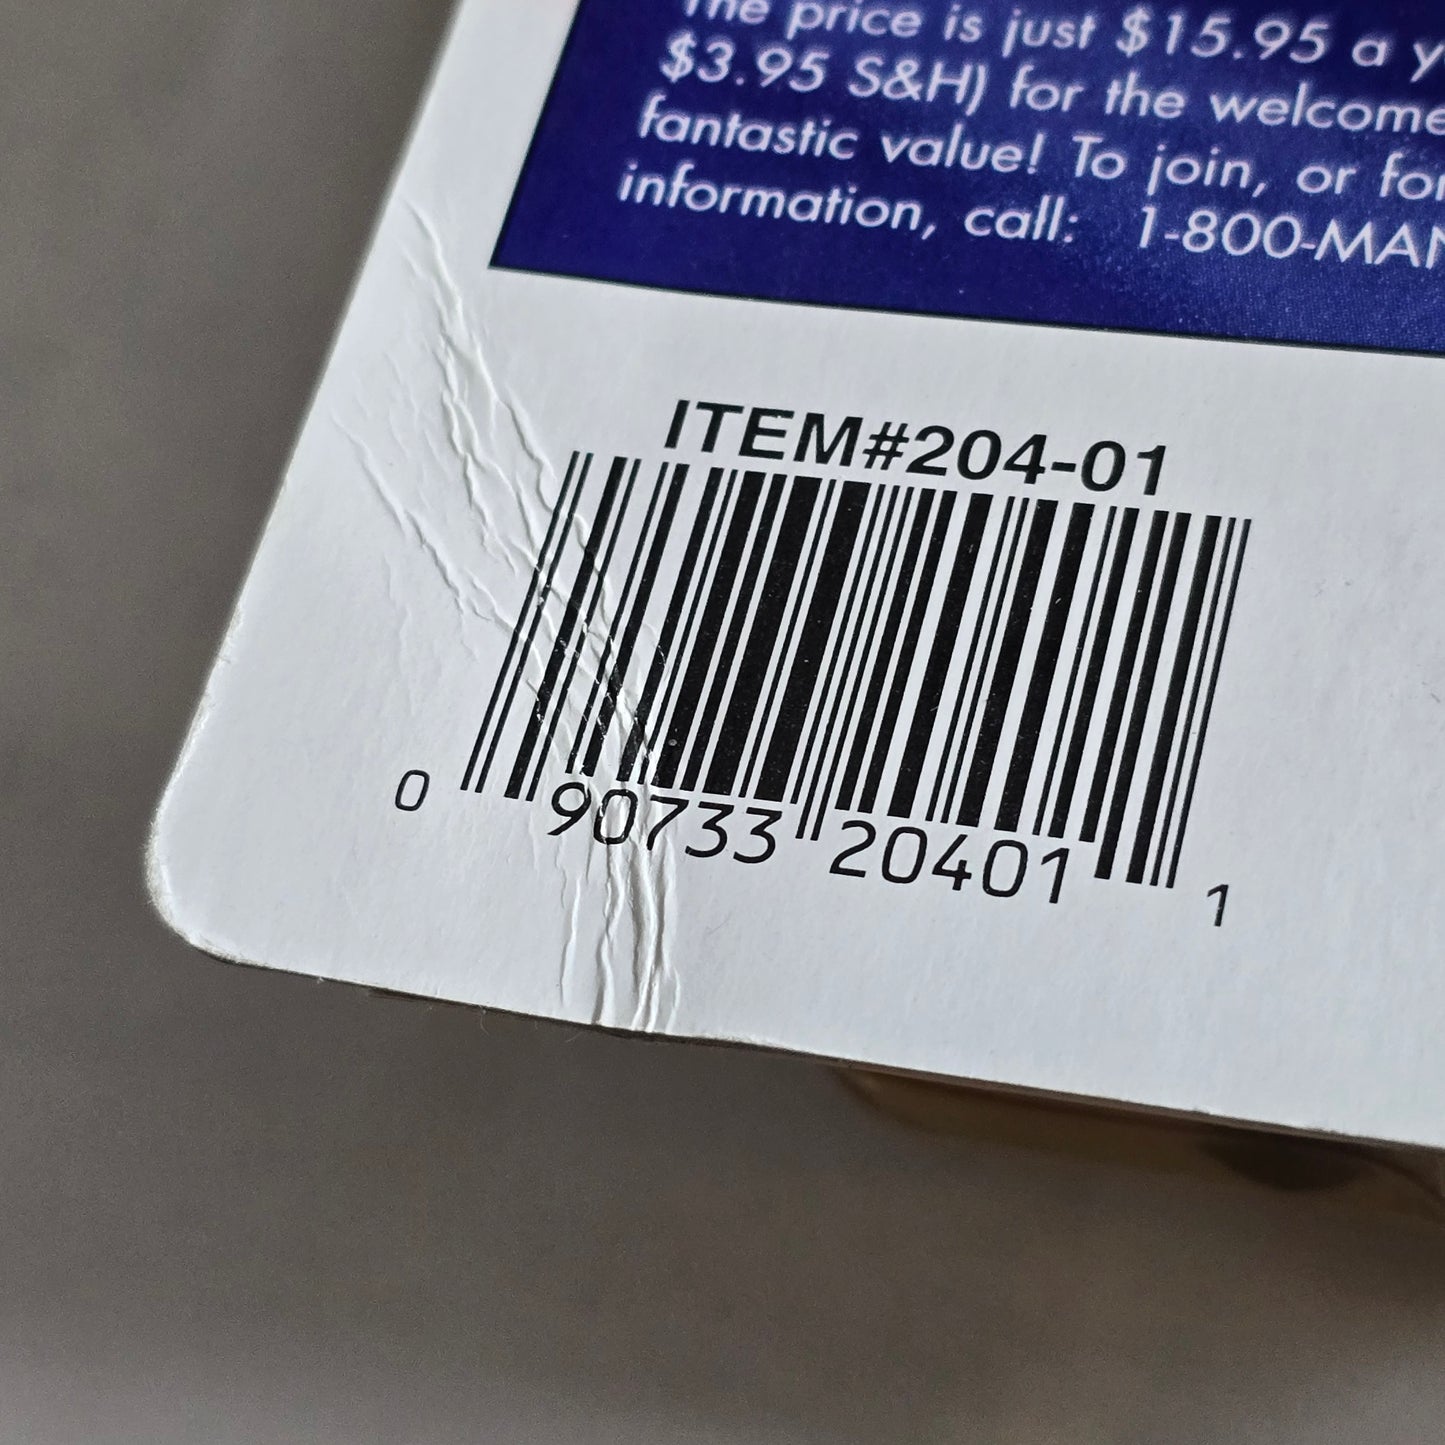 The price is just $15.95 a
$3.95 S&H) for the welcome
fantastic value! To join, or for
information, call: 1-800-MAN
ITEM#204-01
0 90733 20401 1